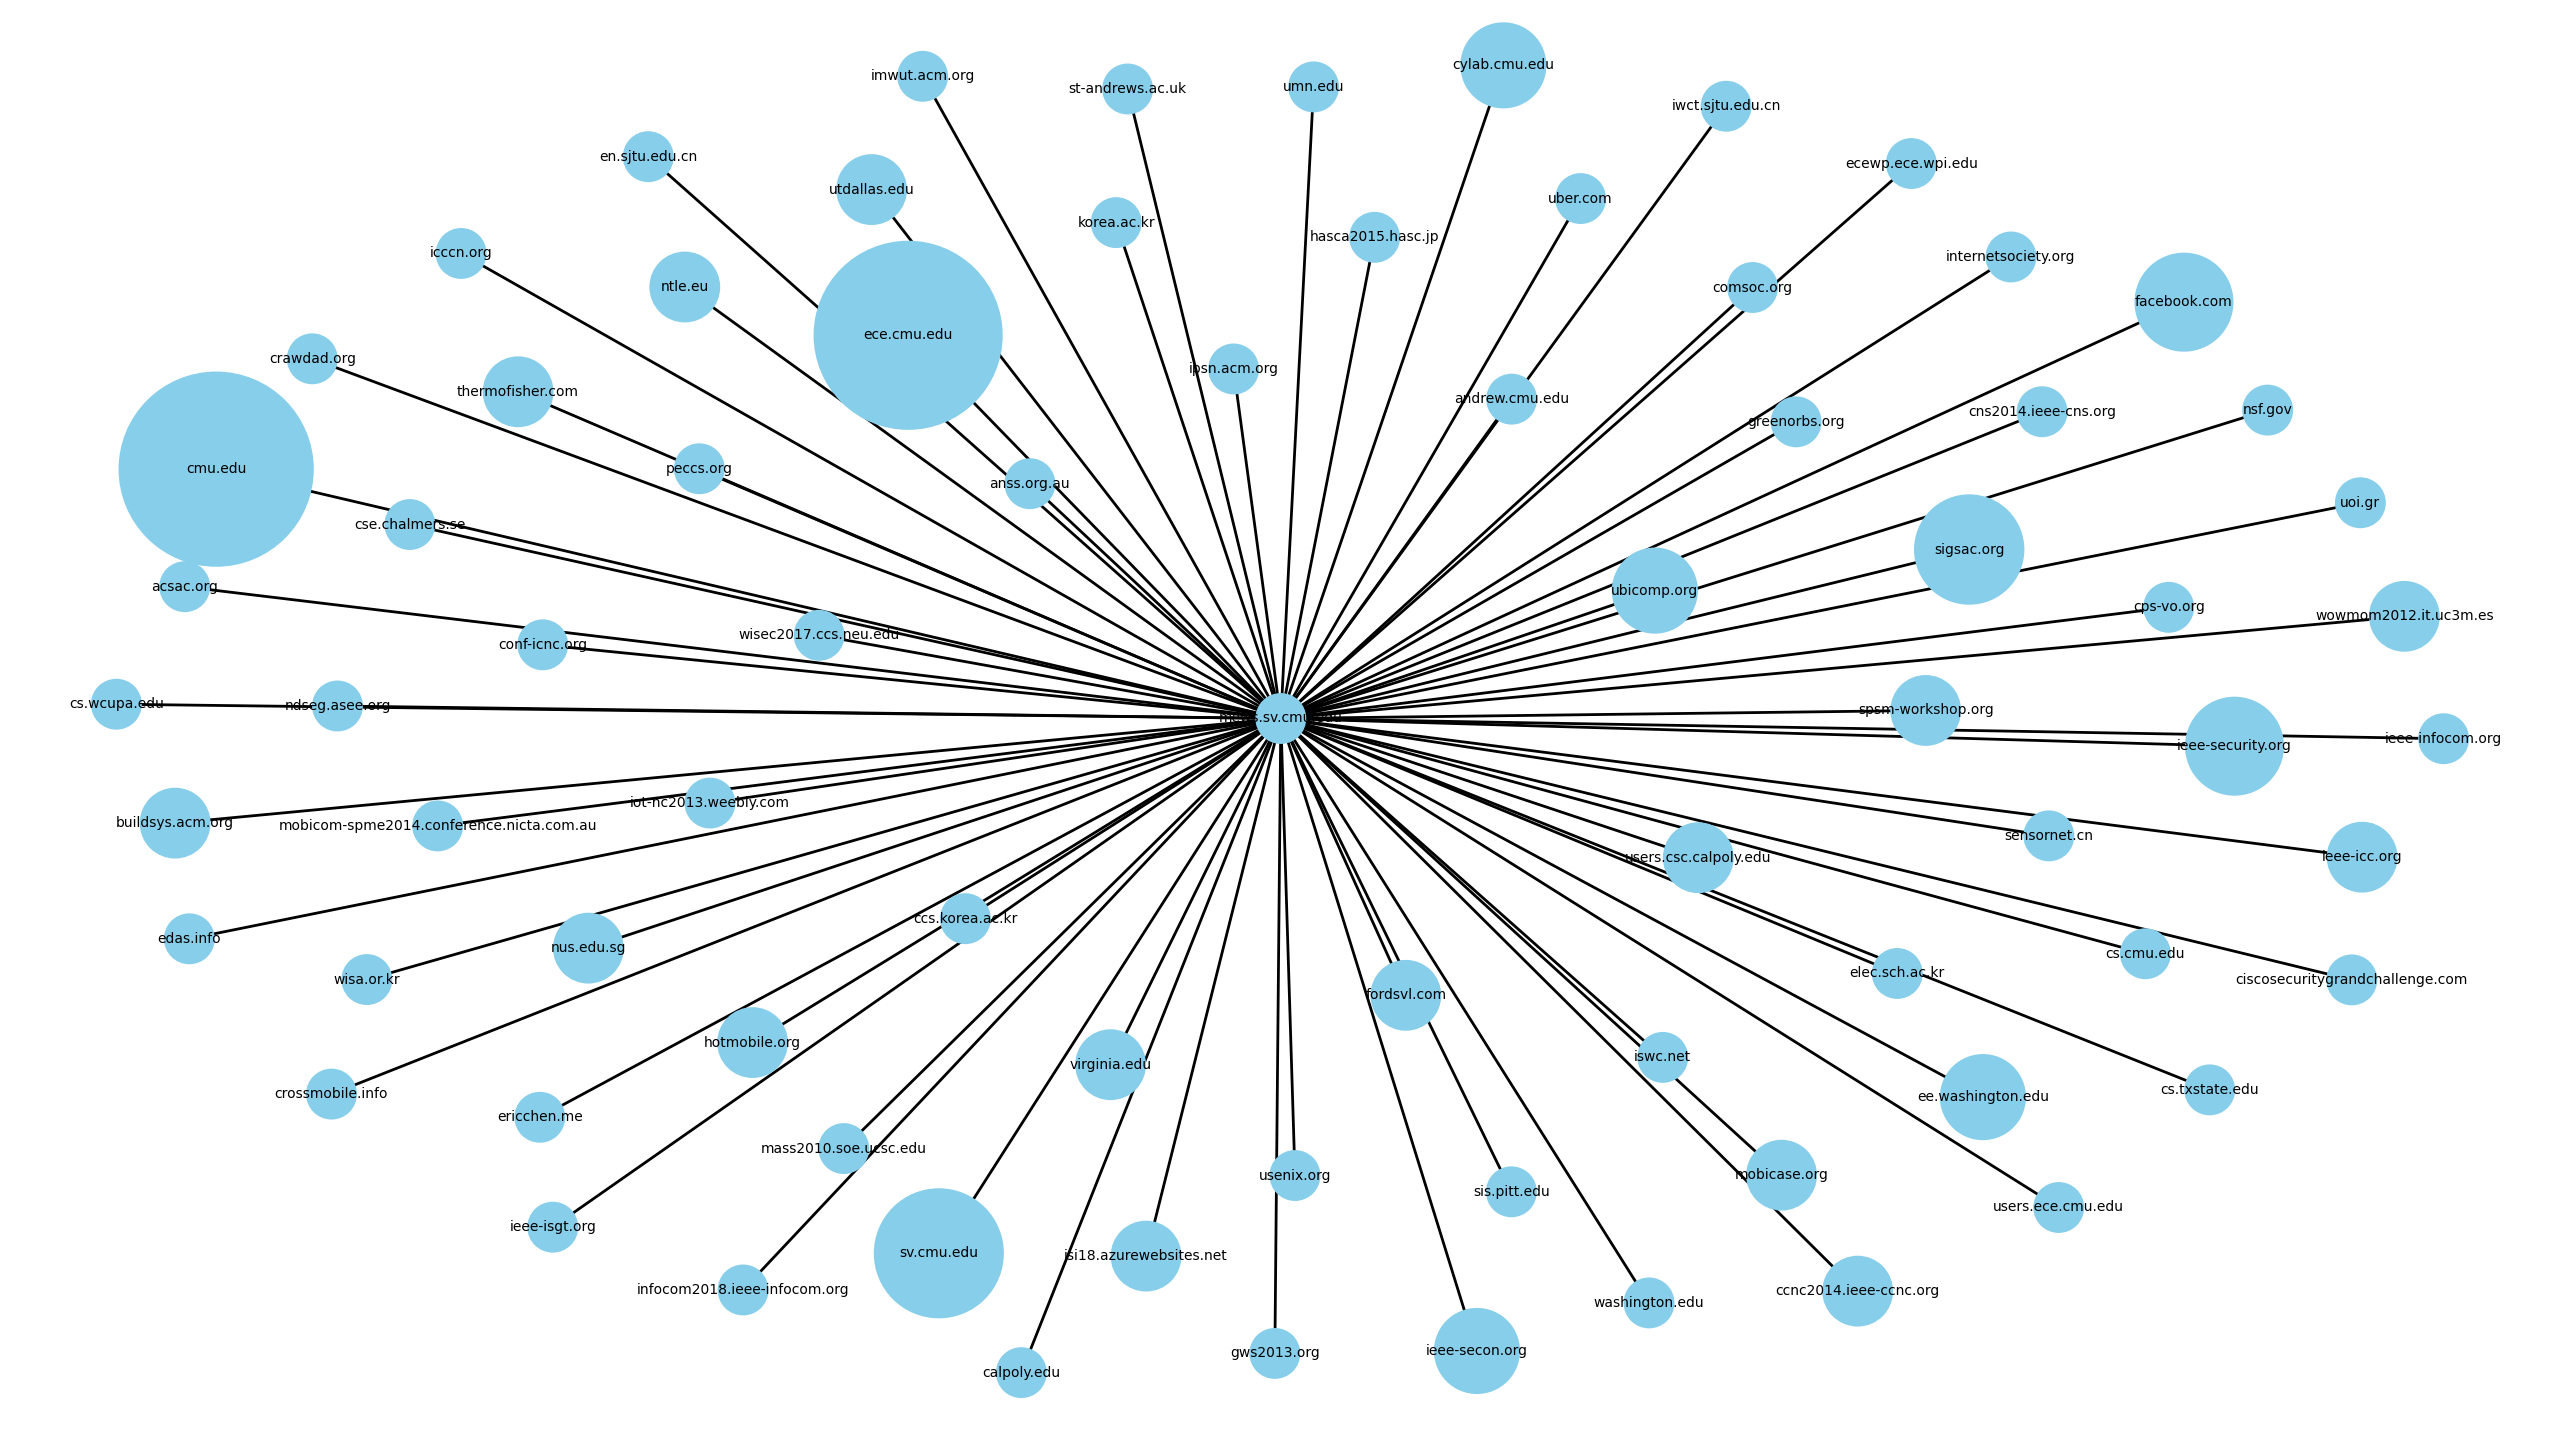 cylab.cmu.edu
imwut.acm.org
st-andrews.ac.uk
umn.edu
iwct.sjtu.edu.cn
en.sjtu.edu.cn
ecewp.ece.wpi.edu
utdallas.edu
uber.com
korea.ac.kr
hasca2015.hasc.jp
icccn.org
internetsociety.org
ntle.eu
comsoc.org
facebook.com
ece.cmu.edu
crawdad.org
ipsn.acm.org
thermofisher.com
andrew.cmu.edu
cns2014.ieee-cns.org
nsf.gov
greenorbs.org
cmu.edu
peccs.org
anss.org.au
uoi.gr
cse.chalmers.se
sigsac.org
acsac.org
ubicomp.org
cps-vo.org
wowmom2012.it.uc3m.es
wisec2017.ccs.neu.edu
conf-icnc.org
cs.wcupa.edu
ndseg.asee.org
spsm-workshop.org
ieee-infocom.org
ieee-security.org
iot-nc2013.weebly.com
buildsys.acm.org
mobicom-spme2014.conference.nicta.com.au
sensornet.cn
users.csc.calpoly.edu
ieee-icc.org
ccs.korea.ac.kr
edas.info
nus.edu.sg
cs.cmu.edu
elec.sch.ac.kr
wisa.or.kr
ciscosecuritygrandchallenge.com
fordsvl.com
hotmobile.org
iswc.net
virginia.edu
cs.txstate.edu
crossmobile.info
ee.washington.edu
ericchen.me
mass2010.soe.ucsc.edu
usenix.org
mobicase.org
sis.pitt.edu
users.ece.cmu.edu
ieee-isgt.org
sv.cmu.edu
isi18.azurewebsites.net
infocom2018.ieee-infocom.org
ccnc2014.ieee-ccnc.org
washington.edu
gws2013.org
ieee-secon.org
calpoly.edu